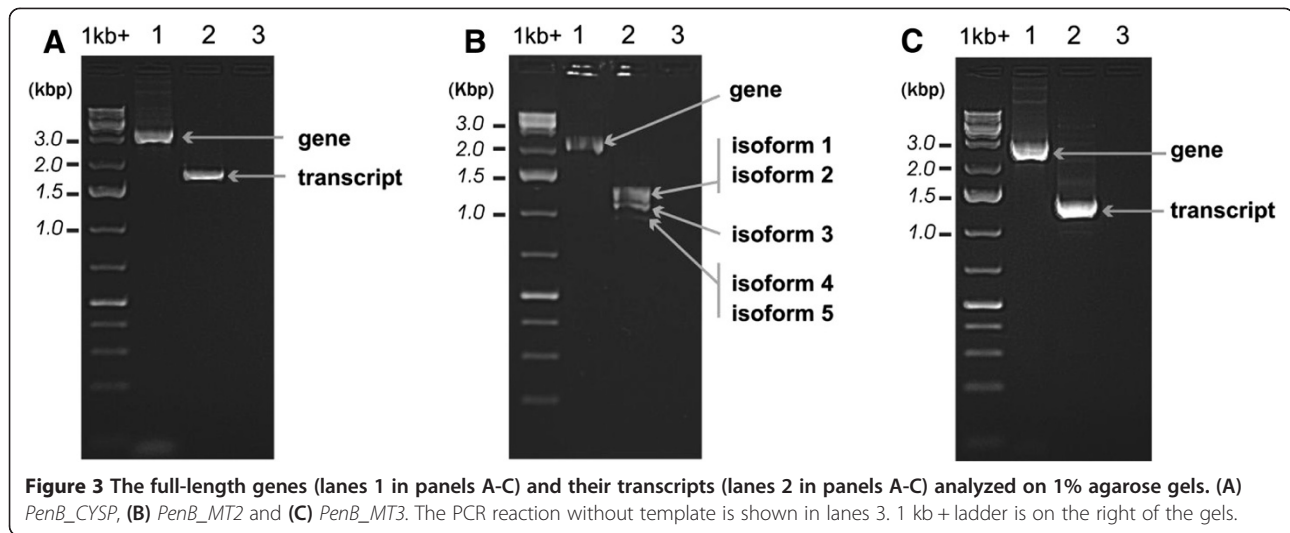 A
1kb+ 1 2 3
(kbp)
3.0
2.0
1.5
1.0
gene
transcript
B
1kb+ 1 2 3
(Kbp)
3.0
2.0
1.5
1.0
gene
isoform 1
isoform 2
isoform 3
isoform 4
isoform 5
C
1kb+ 1 2 3
(kbp)
3.0
2.0
1.5
1.0
gene
transcript
Figure 3 The full-length genes (lanes 1 in panels A-C) and their transcripts (lanes 2 in panels A-C) analyzed on 1% agarose gels. (A)
PenB_CYSP, (B) PenB_MT2 and (C) PenB_MT3. The PCR reaction without template is shown in lanes 3. 1 kb + ladder is on the right of the gels.